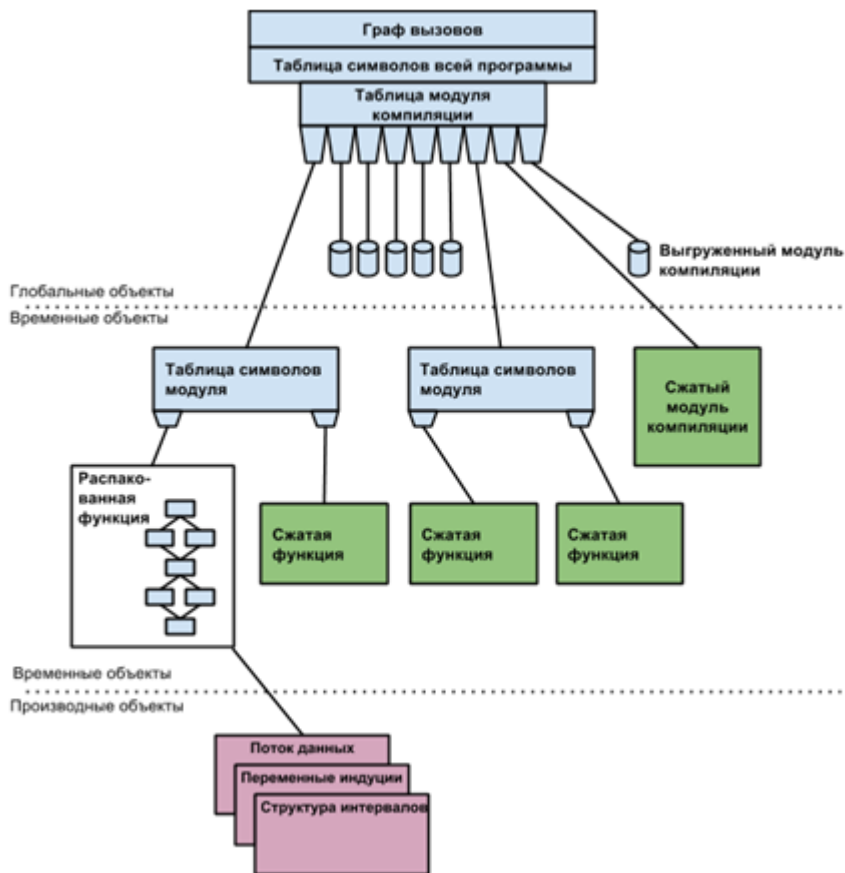 Граф вызовов
Таблица символов всей программы
Таблица модуля
компиляции
Выгруженный модуль
компиляции
Глобальные объекты
Временные объекты
Таблица символов
модуля
Таблица символов
модуля
Сжатый
модуль
компиляции
Распако-
ванная
функция
Сжатая
функция
Сжатая
функция
Сжатая
функция
Временные объекты
Производные объекты
Поток данных
Переменные индуции
Структура интервалов